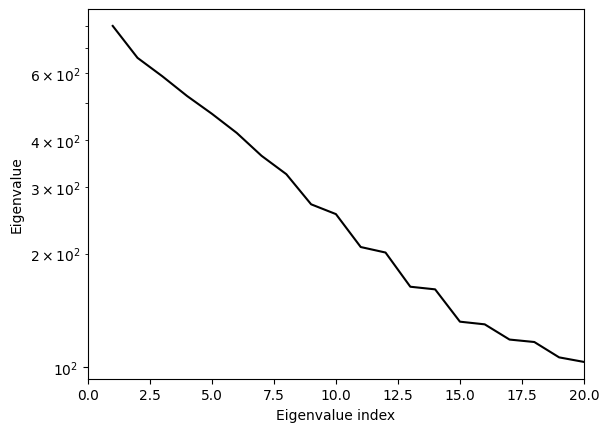 6 × 10²
4 × 10²
3 × 10²
2 × 10²
10²
Eigenvalue
0.0 2.5 5.0 7.5 10.0 12.5 15.0 17.5 20.0
Eigenvalue index